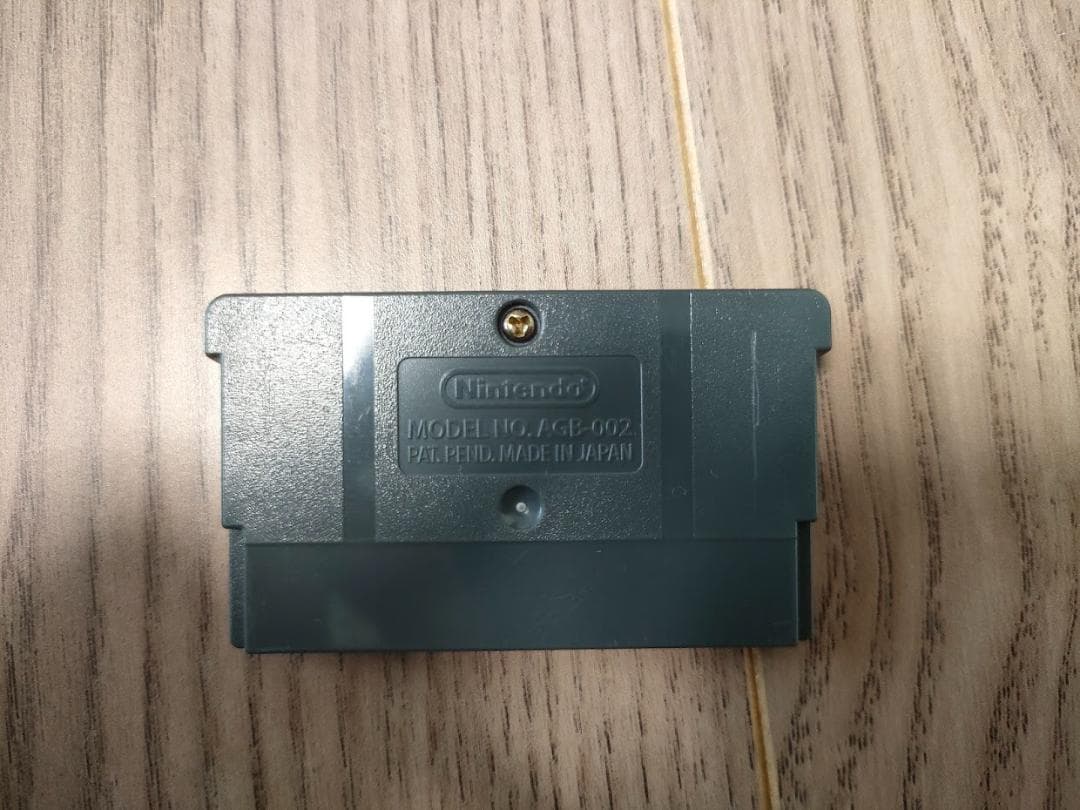 Nintendo®
MODEL NO. AGB-002
PAT. PEND. MADE IN JAPAN